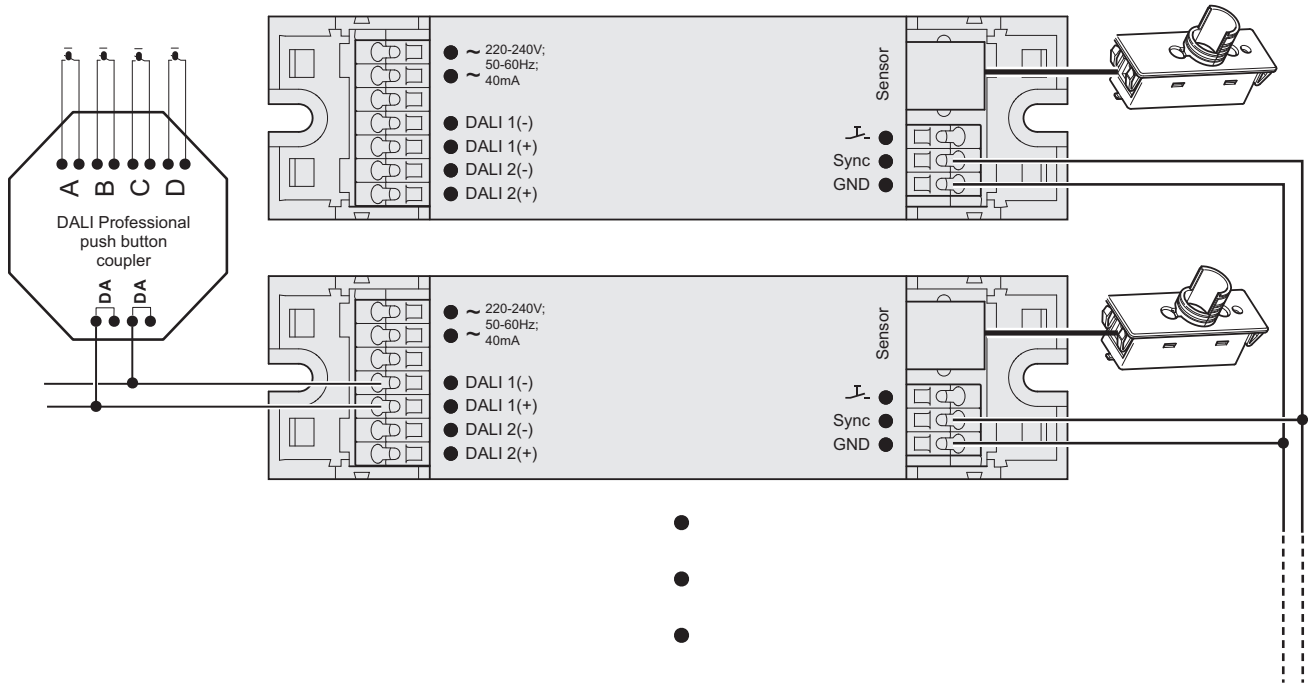 A B C D
DALI Professional
push button
coupler
DA DA
~ 220-240V;
50-60Hz;
~ 40mA
DALI 1(-)
DALI 1(+)
DALI 2(-)
DALI 2(+)
Sensor
Sync
GND
~ 220-240V;
50-60Hz;
~ 40mA
DALI 1(-)
DALI 1(+)
DALI 2(-)
DALI 2(+)
Sensor
Sync
GND